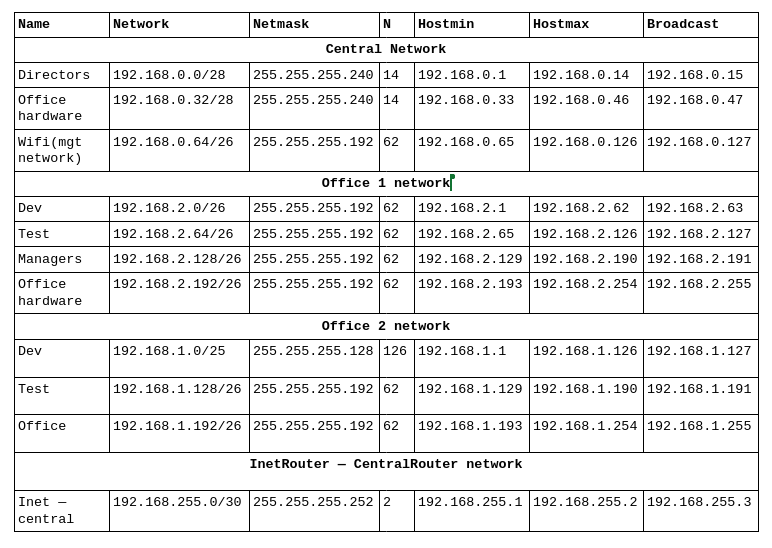 Name Network Netmask N Hostmin Hostmax Broadcast
Central Network
Directors 192.168.0.0/28 255.255.255.240 14 192.168.0.1 192.168.0.14 192.168.0.15
Office 192.168.0.32/28 255.255.255.240 14 192.168.0.33 192.168.0.46 192.168.0.47
hardware
Wifi(mgt 192.168.0.64/26 255.255.255.192 62 192.168.0.65 192.168.0.126 192.168.0.127
network)
Office 1 network
Dev 192.168.2.0/26 255.255.255.192 62 192.168.2.1 192.168.2.62 192.168.2.63
Test 192.168.2.64/26 255.255.255.192 62 192.168.2.65 192.168.2.126 192.168.2.127
Managers 192.168.2.128/26 255.255.255.192 62 192.168.2.129 192.168.2.190 192.168.2.191
Office 192.168.2.192/26 255.255.255.192 62 192.168.2.193 192.168.2.254 192.168.2.255
hardware
Office 2 network
Dev 192.168.1.0/25 255.255.255.128 126 192.168.1.1 192.168.1.126 192.168.1.127
Test 192.168.1.128/26 255.255.255.192 62 192.168.1.129 192.168.1.190 192.168.1.191
Office 192.168.1.192/26 255.255.255.192 62 192.168.1.193 192.168.1.254 192.168.1.255
InetRouter — CentralRouter network
Inet — 192.168.255.0/30 255.255.255.252 2 192.168.255.1 192.168.255.2 192.168.255.3
central